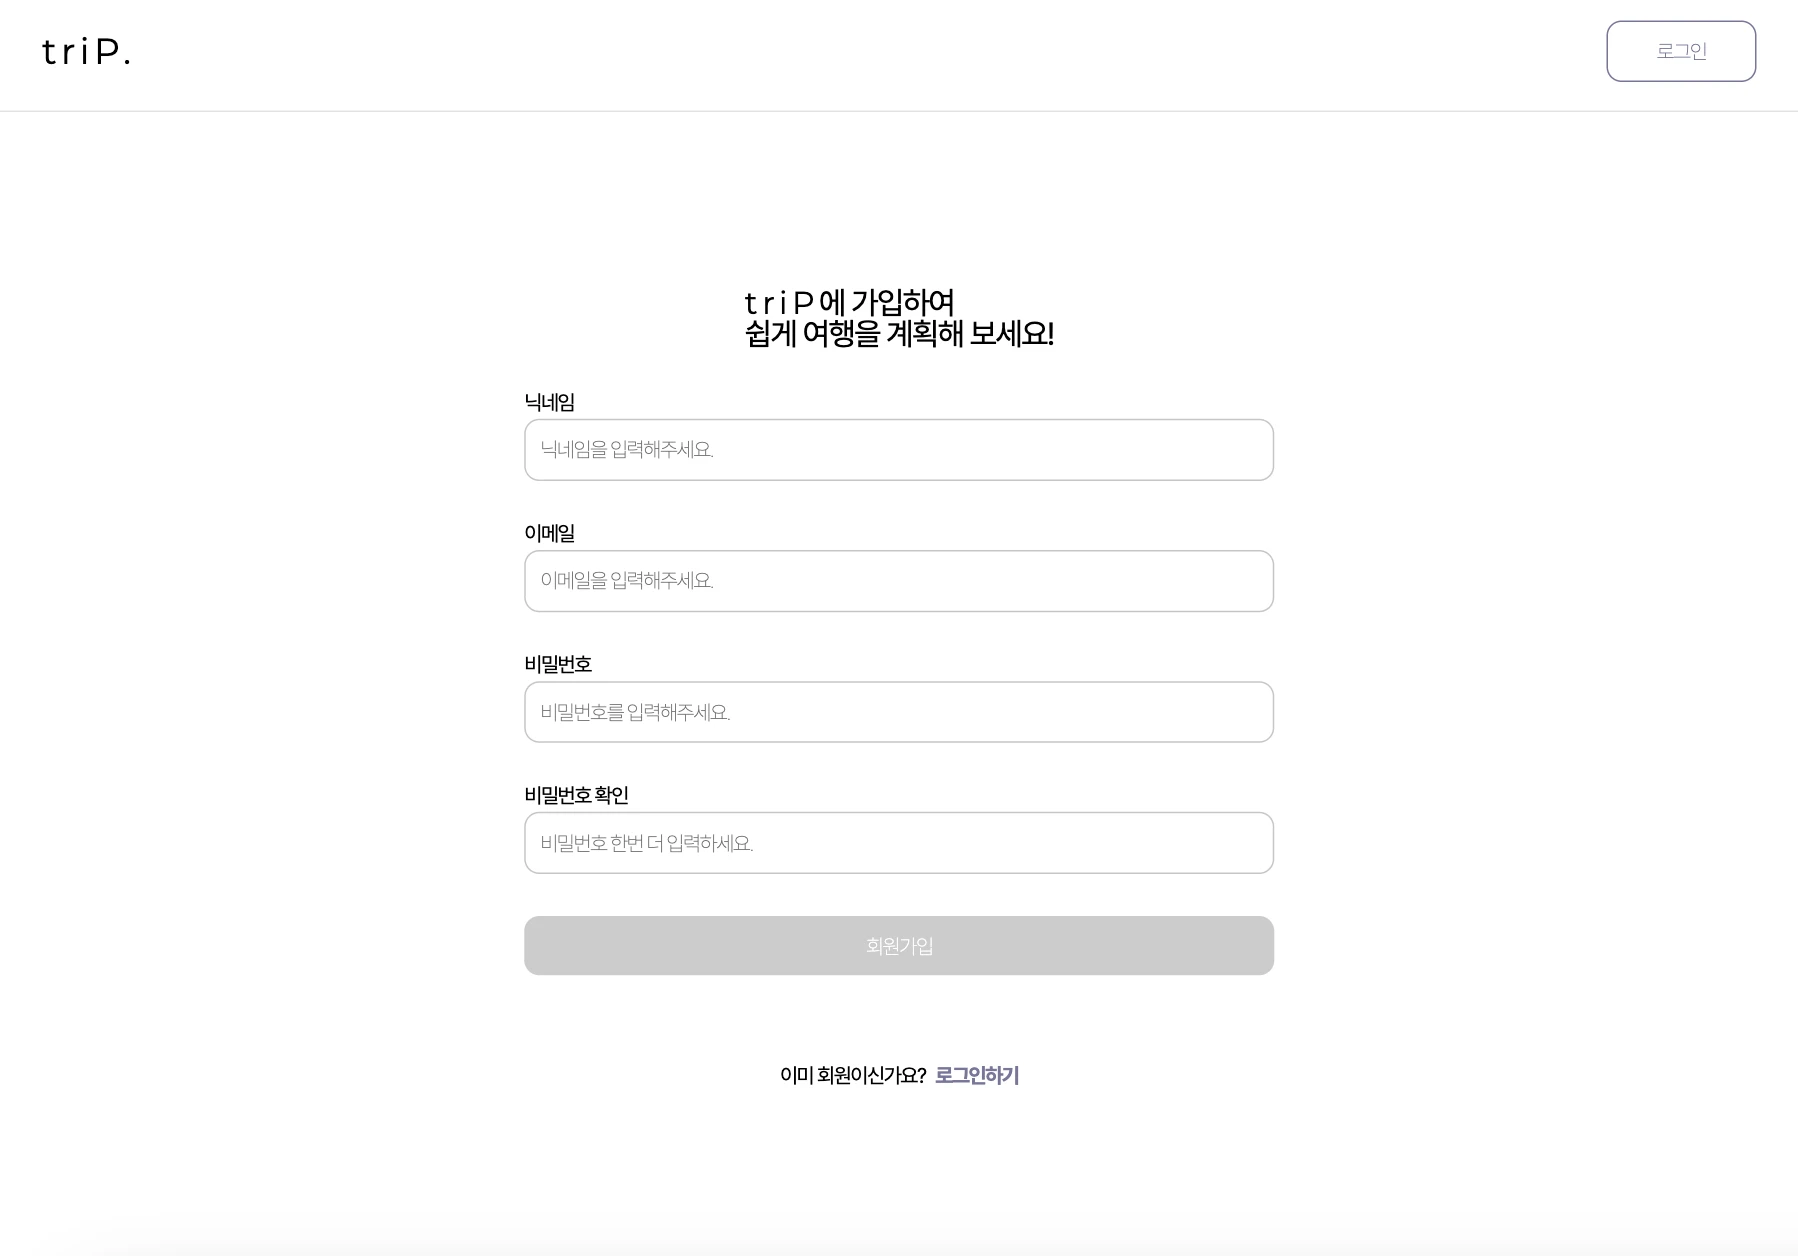 triP.
로그인
triP에 가입하여
쉽게 여행을 계획해 보세요!
닉네임
닉네임을 입력해주세요.
이메일
이메일을 입력해주세요.
비밀번호
비밀번호를 입력해주세요.
비밀번호 확인
비밀번호 한번 더 입력하세요.
회원가입
이미 회원이신가요? 로그인하기